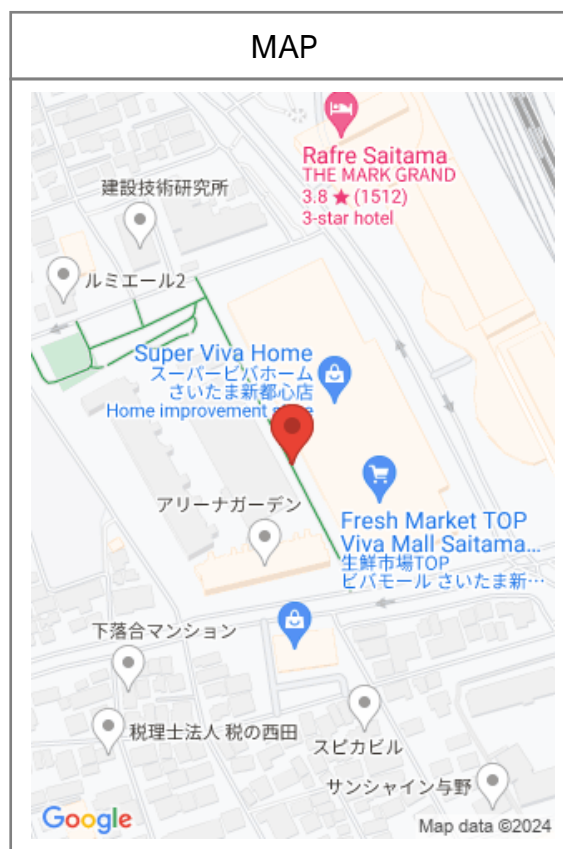 MAP
Rafre Saitama
THE MARK GRAND
3.8 ★ (1512)
3-star hotel
建設技術研究所
ルミエール2
Super Viva Home
スーパービバホーム
さいたま新都心店
Home improvement
アリーナガーデン
Fresh Market TOP
Viva Mall Saitama...
生鮮市場TOP
ビバモール さいたま新…
下落合マンション
税理士法人 税の西田
スピカビル
サンシャイン与野
Google
Map data ©2024